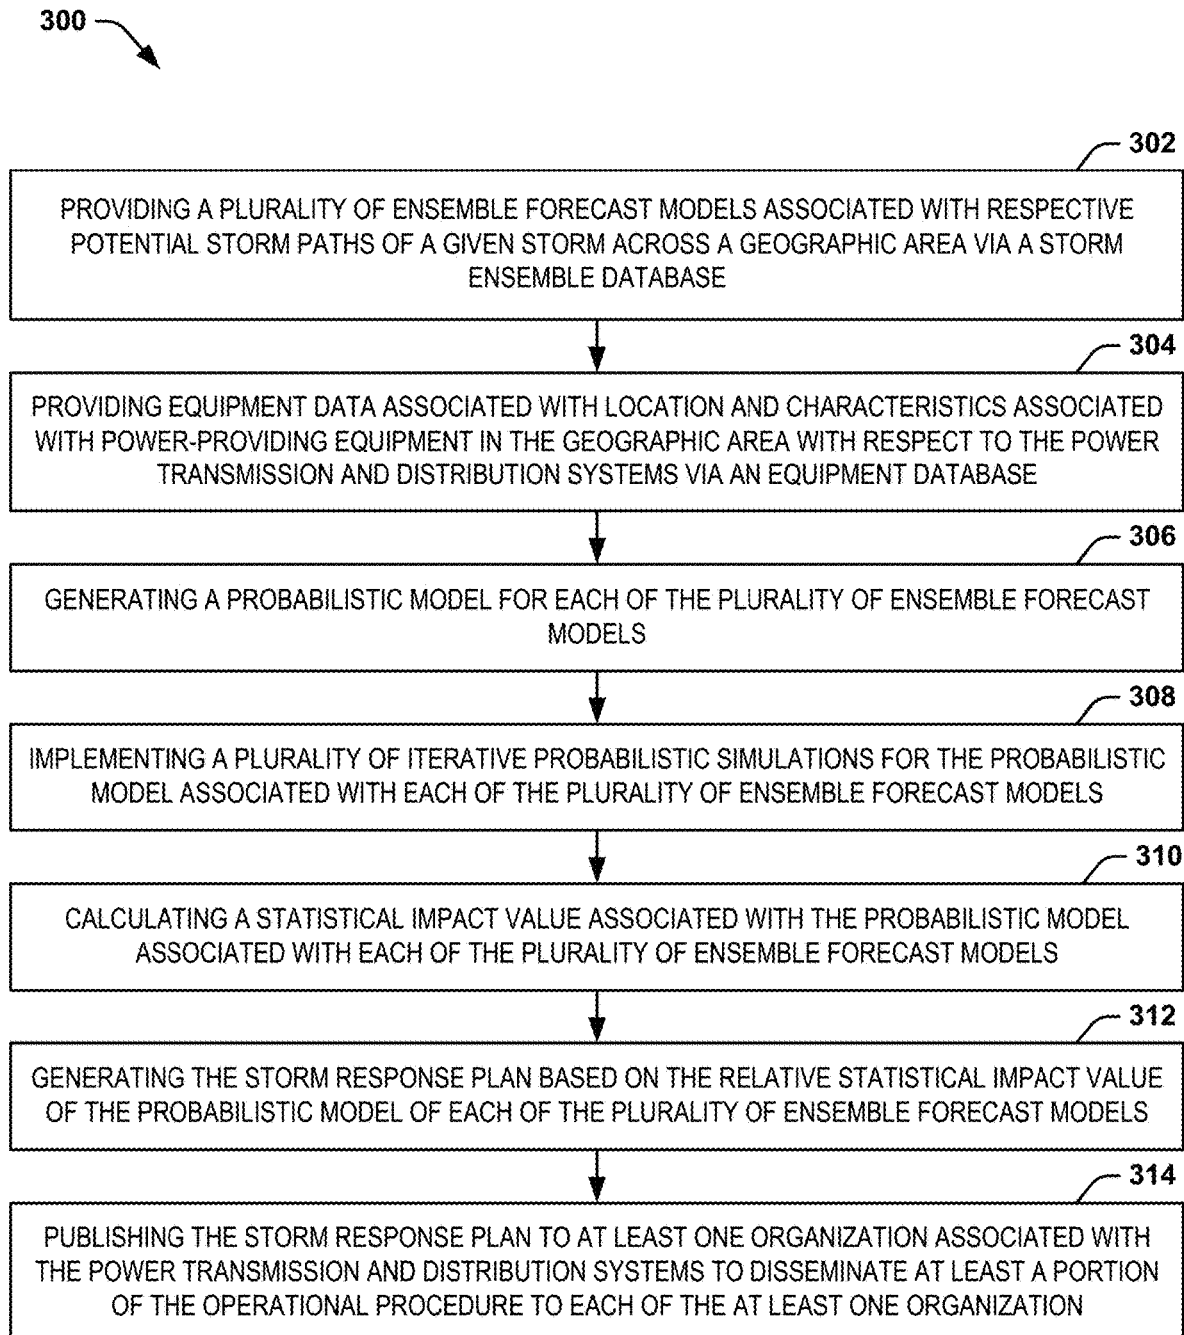 300
302
PROVIDING A PLURALITY OF ENSEMBLE FORECAST MODELS ASSOCIATED WITH RESPECTIVE
POTENTIAL STORM PATHS OF A GIVEN STORM ACROSS A GEOGRAPHIC AREA VIA A STORM
ENSEMBLE DATABASE
304
PROVIDING EQUIPMENT DATA ASSOCIATED WITH LOCATION AND CHARACTERISTICS ASSOCIATED
WITH POWER-PROVIDING EQUIPMENT IN THE GEOGRAPHIC AREA WITH RESPECT TO THE POWER
TRANSMISSION AND DISTRIBUTION SYSTEMS VIA AN EQUIPMENT DATABASE
306
GENERATING A PROBABILISTIC MODEL FOR EACH OF THE PLURALITY OF ENSEMBLE FORECAST
MODELS
308
IMPLEMENTING A PLURALITY OF ITERATIVE PROBABILISTIC SIMULATIONS FOR THE PROBABILISTIC
MODEL ASSOCIATED WITH EACH OF THE PLURALITY OF ENSEMBLE FORECAST MODELS
310
CALCULATING A STATISTICAL IMPACT VALUE ASSOCIATED WITH THE PROBABILISTIC MODEL
ASSOCIATED WITH EACH OF THE PLURALITY OF ENSEMBLE FORECAST MODELS
312
GENERATING THE STORM RESPONSE PLAN BASED ON THE RELATIVE STATISTICAL IMPACT VALUE
OF THE PROBABILISTIC MODEL OF EACH OF THE PLURALITY OF ENSEMBLE FORECAST MODELS
314
PUBLISHING THE STORM RESPONSE PLAN TO AT LEAST ONE ORGANIZATION ASSOCIATED WITH
THE POWER TRANSMISSION AND DISTRIBUTION SYSTEMS TO DISSEMINATE AT LEAST A PORTION
OF THE OPERATIONAL PROCEDURE TO EACH OF THE AT LEAST ONE ORGANIZATION